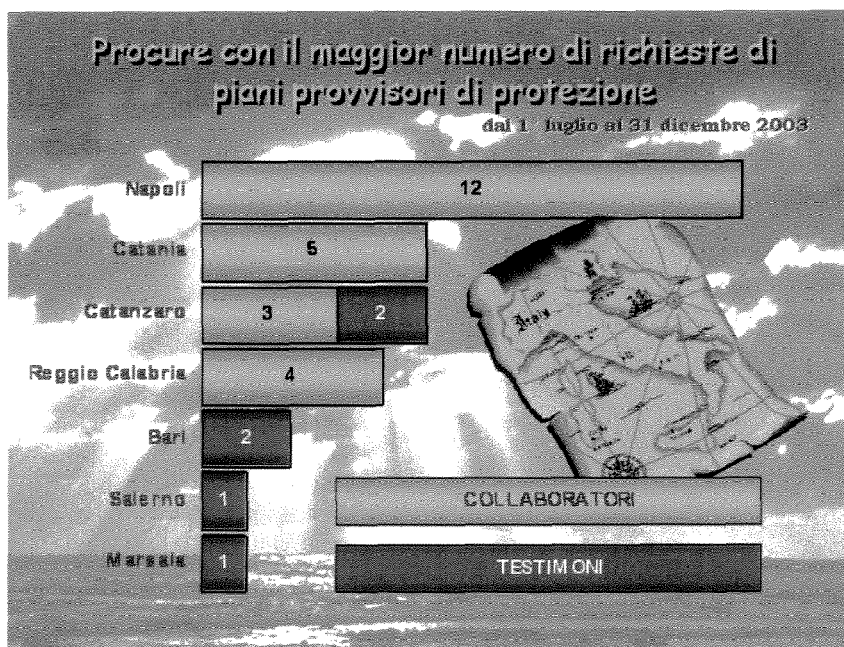 Procure con il maggior numero di richieste di
piani provvisori di protezione
dal 1° luglio al 31 dicembre 2003
Napoli 12
Catania 5
Catanzaro 3 2
Reggio Calabria 4
Bari 2
Salerno 1
COLLABORATORI
Marsala 1
TESTIMONI